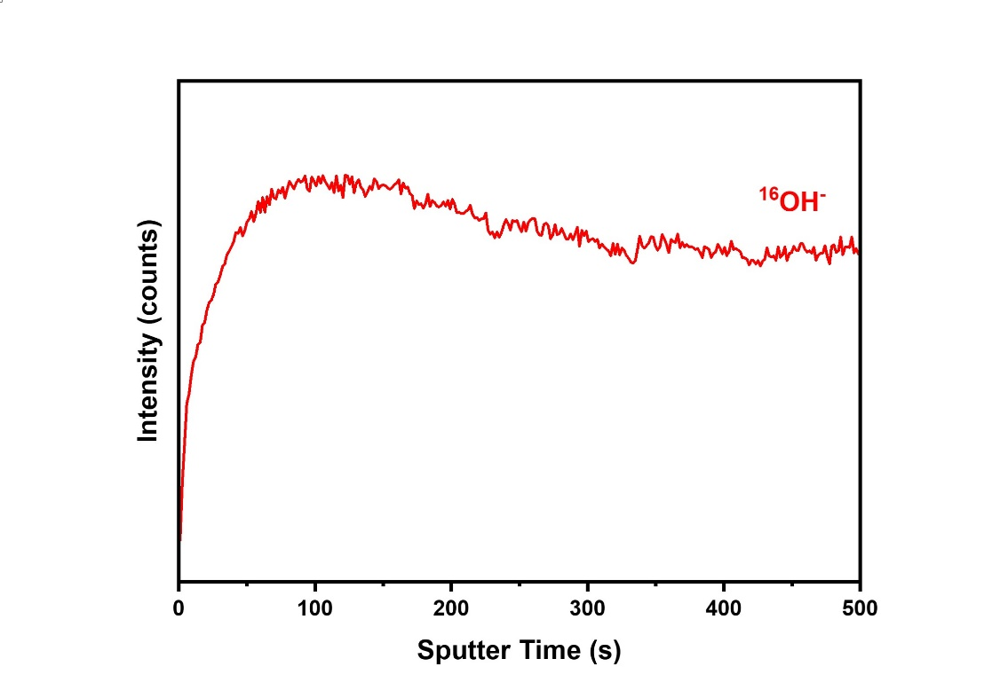 Intensity (counts)
¹⁶OH⁻
0 100 200 300 400 500
Sputter Time (s)